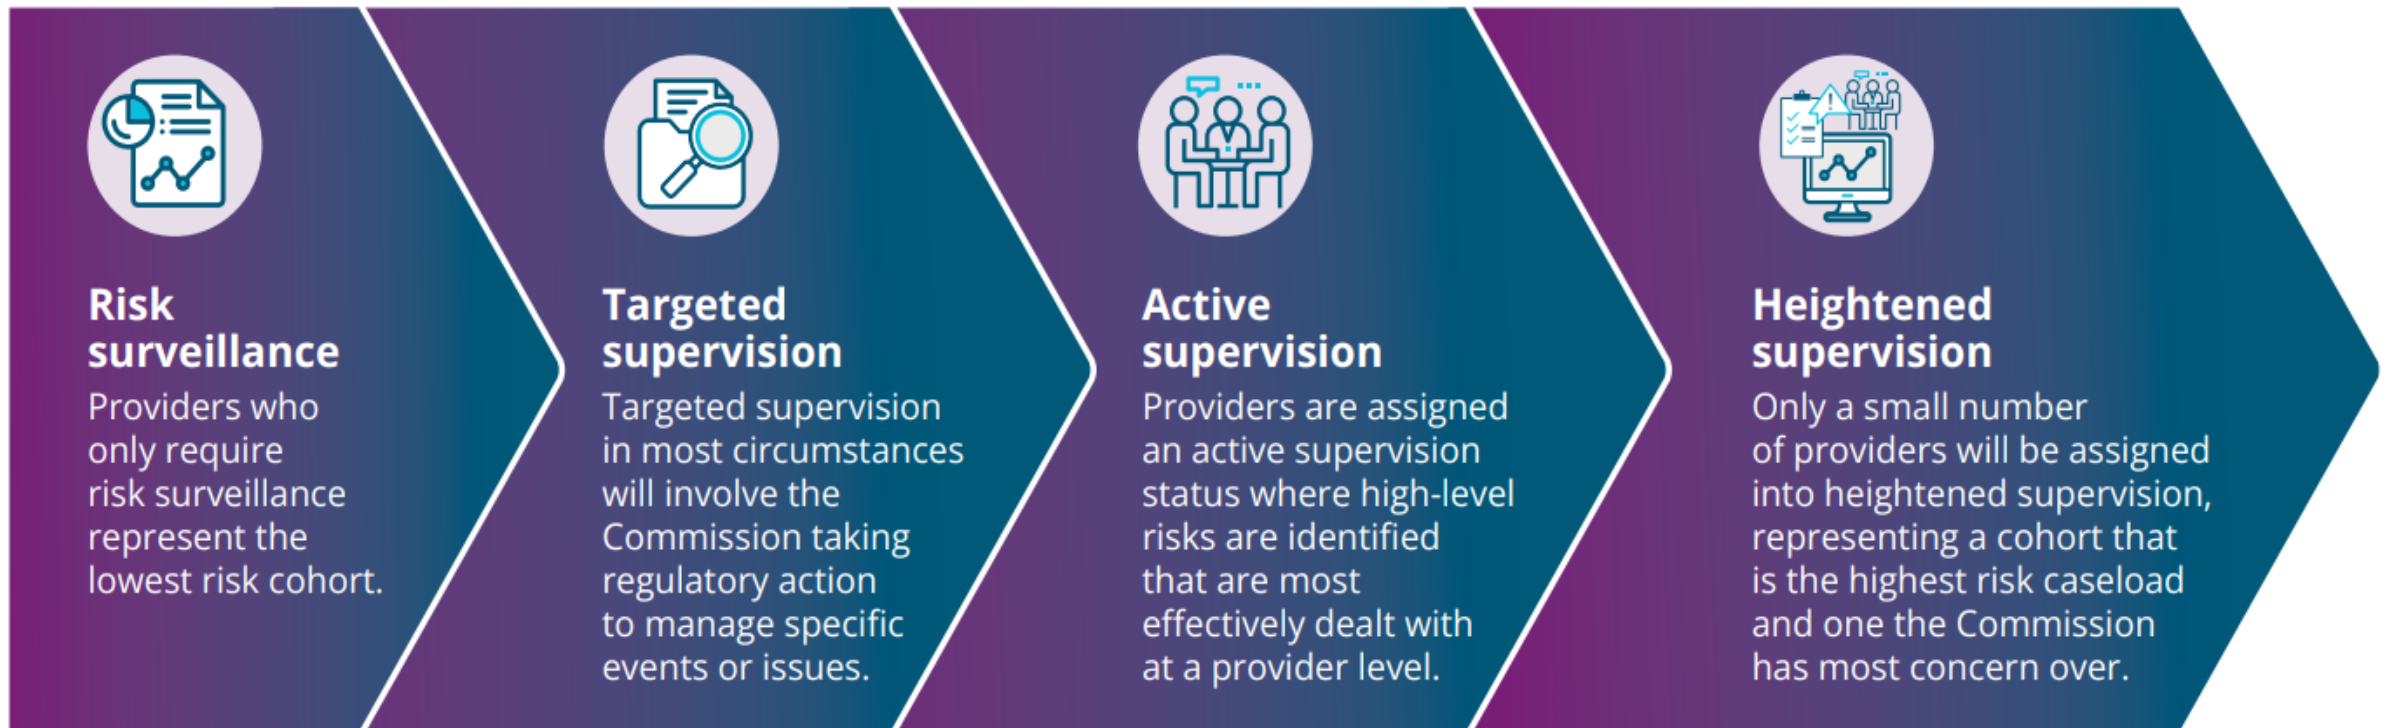 Risk
surveillance
Providers who
only require
risk surveillance
represent the
lowest risk cohort.
Targeted
supervision
Targeted supervision
in most circumstances
will involve the
Commission taking
regulatory action
to manage specific
events or issues.
Active
supervision
Providers are assigned
an active supervision
status where high-level
risks are identified
that are most
effectively dealt with
at a provider level.
Heightened
supervision
Only a small number
of providers will be assigned
into heightened supervision,
representing a cohort that
is the highest risk caseload
and one the Commission
has most concern over.